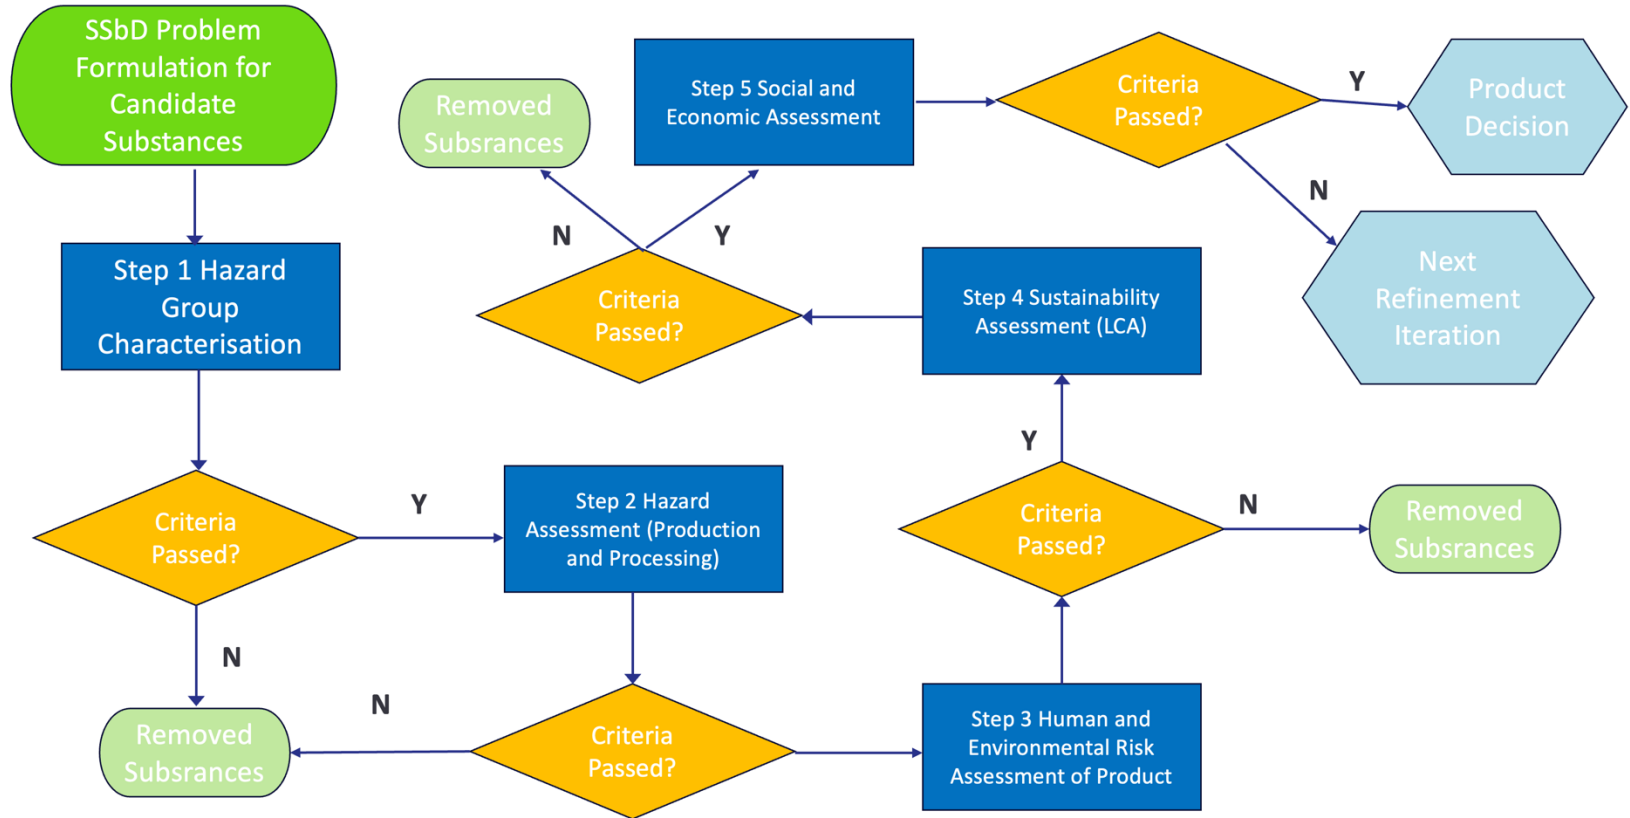 SSbD Problem
Formulation for
Candidate
Substances
Step 1 Hazard
Group
Characterisation
Criteria
Passed?
Y
N
Removed
Subsrances
Step 2 Hazard
Assessment (Production
and Processing)
Criteria
Passed?
N
Step 3 Human and
Environmental Risk
Assessment of Product
Criteria
Passed?
N
Removed
Subsrances
Y
Step 4 Sustainability
Assessment (LCA)
Criteria
Passed?
N
Removed
Subsrances
Y
Step 5 Social and
Economic Assessment
Criteria
Passed?
Y
Product
Decision
N
Next
Refinement
Iteration